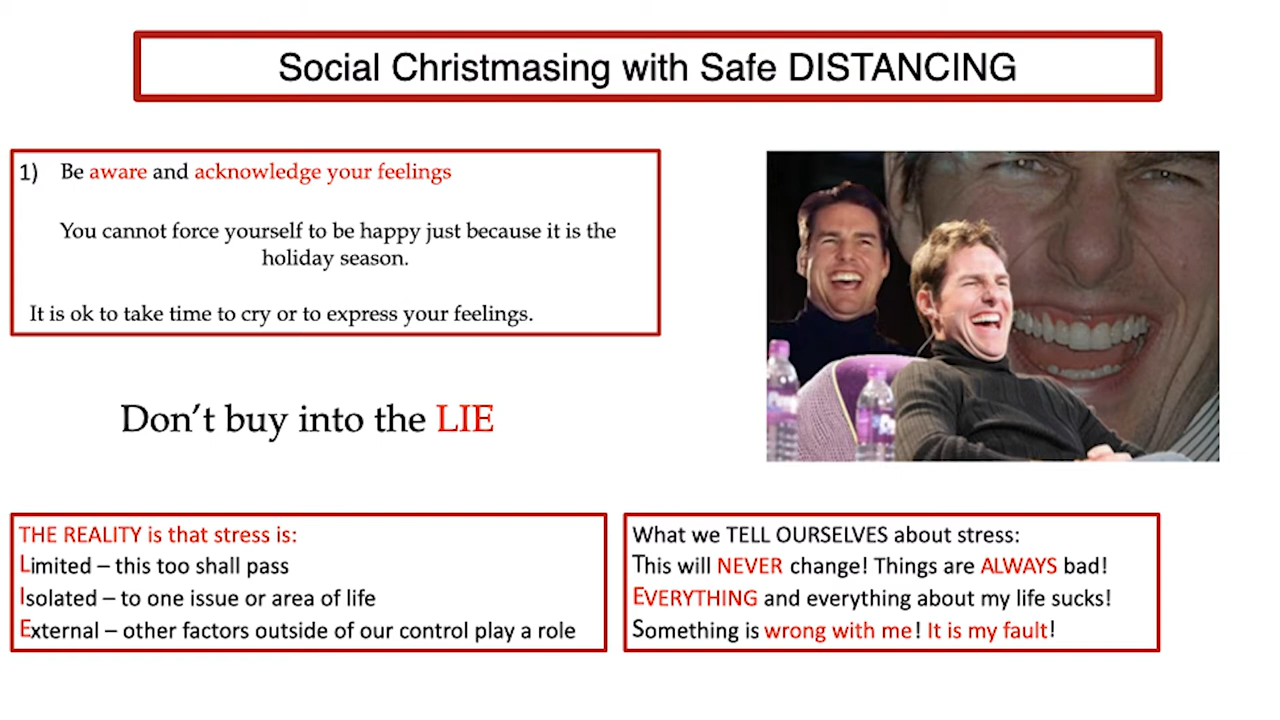 Social Christmasing with Safe DISTANCING
1) Be aware and acknowledge your feelings
You cannot force yourself to be happy just because it is the
holiday season.
It is ok to take time to cry or to express your feelings.
Don’t buy into the LIE
THE REALITY is that stress is:
Limited – this too shall pass
Isolated – to one issue or area of life
External – other factors outside of our control play a role
What we TELL OURSELVES about stress:
This will NEVER change! Things are ALWAYS bad!
EVERYTHING and everything about my life sucks!
Something is wrong with me! It is my fault!